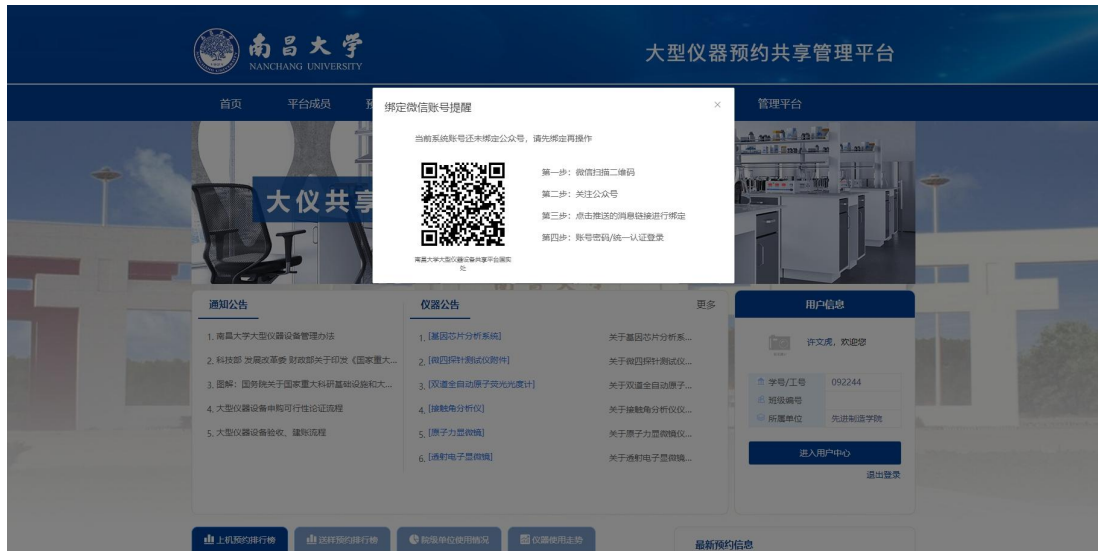 南昌大学
NANCHANG UNIVERSITY
大型仪器预约共享管理平台
首页
平台成员
管理平台
绑定微信账号提醒
×
当前系统账号还未绑定公众号，请先绑定再操作
第一步：微信扫描二维码
第二步：关注公众号
第三步：点击推送的消息链接进行绑定
第四步：账号密码/统一认证登录
南昌大学大型仪器设备共享平台国实
处
大仪共享
通知公告
1. 南昌大学大型仪器设备管理办法
2. 科技部 发展改革委 财政部关于印发《国家重大...
3. 图解：国务院关于国家重大科研基础设施和大...
4. 大型仪器设备申购可行性论证流程
5. 大型仪器设备验收、建账流程
仪器公告
更多
1. [基因芯片分析系统] 关于基因芯片分析系...
2. [微四探针测试仪附件] 关于微四探针测试仪...
3. [双道全自动原子荧光光度计] 关于双道全自动原子...
4. [接触角分析仪] 关于接触角分析仪仪...
5. [原子力显微镜] 关于原子力显微镜仪...
6. [透射电子显微镜] 关于透射电子显微镜...
用户信息
许文虎，欢迎您
学号/工号 092244
班级编号
所属单位 先进制造学院
进入用户中心
退出登录
上机预约排行榜
送样预约排行榜
院级单位使用情况
仪器使用走势
最新预约信息